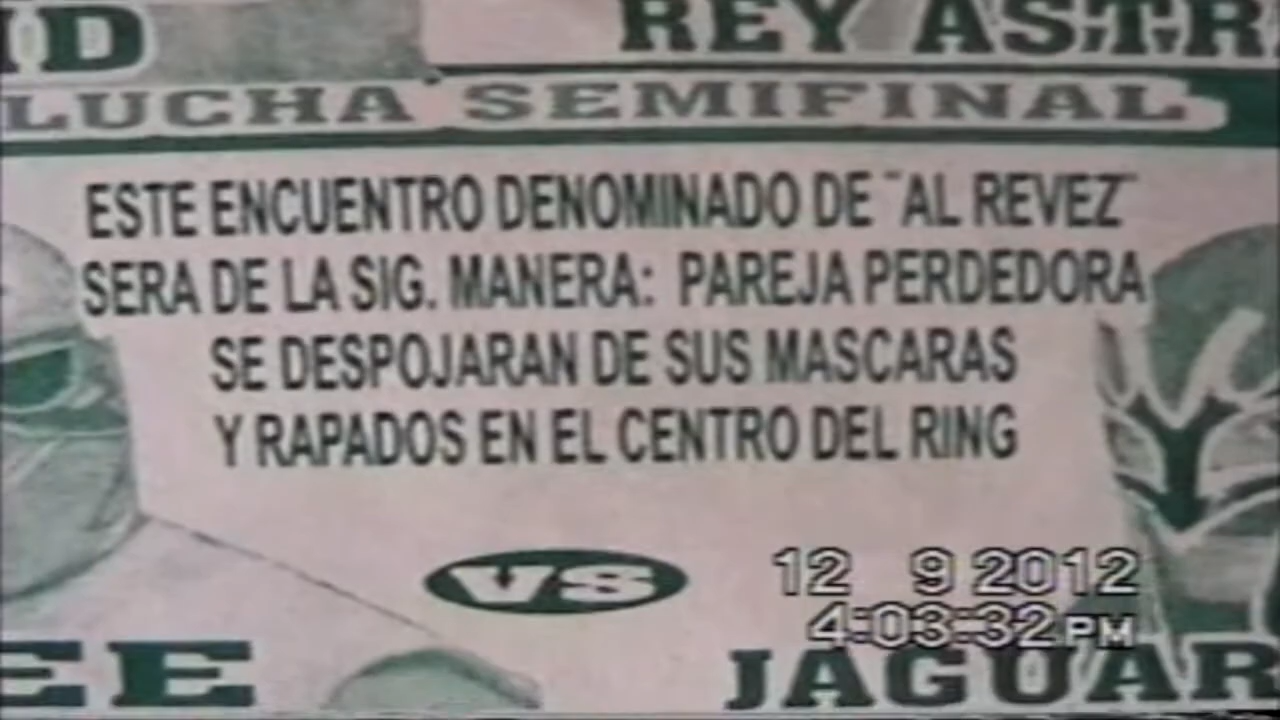 REY ASTR
LUCHA SEMIFINAL
ESTE ENCUENTRO DENOMINADO DE "AL REVEZ"
SERA DE LA SIG. MANERA: PAREJA PERDEDORA
SE DESPOJARAN DE SUS MASCARAS
Y RAPADOS EN EL CENTRO DEL RING
VS
12 9 2012
4:03:32 PM
EE JAGUAR